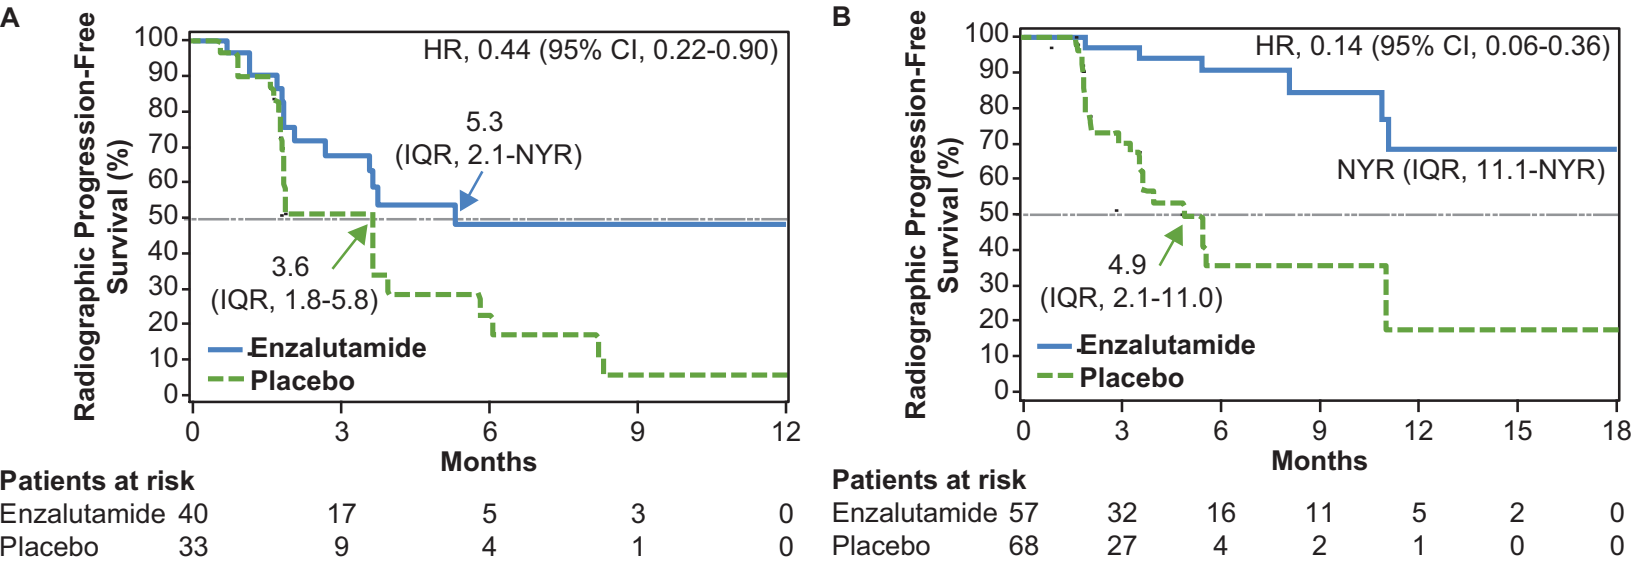 A
Radiographic Progression-Free
Survival (%)
100
90
80
70
60
50
40
30
20
10
0
HR, 0.44 (95% CI, 0.22-0.90)
5.3
(IQR, 2.1-NYR)
3.6
(IQR, 1.8-5.8)
Enzalutamide
Placebo
0 3 6 9 12
Months
Patients at risk
Enzalutamide 40 17 5 3 0
Placebo 33 9 4 1 0
B
Radiographic Progression-Free
Survival (%)
100
90
80
70
60
50
40
30
20
10
0
HR, 0.14 (95% CI, 0.06-0.36)
NYR (IQR, 11.1-NYR)
4.9
(IQR, 2.1-11.0)
Enzalutamide
Placebo
0 3 6 9 12 15 18
Months
Patients at risk
Enzalutamide 57 32 16 11 5 2 0
Placebo 68 27 4 2 1 0 0